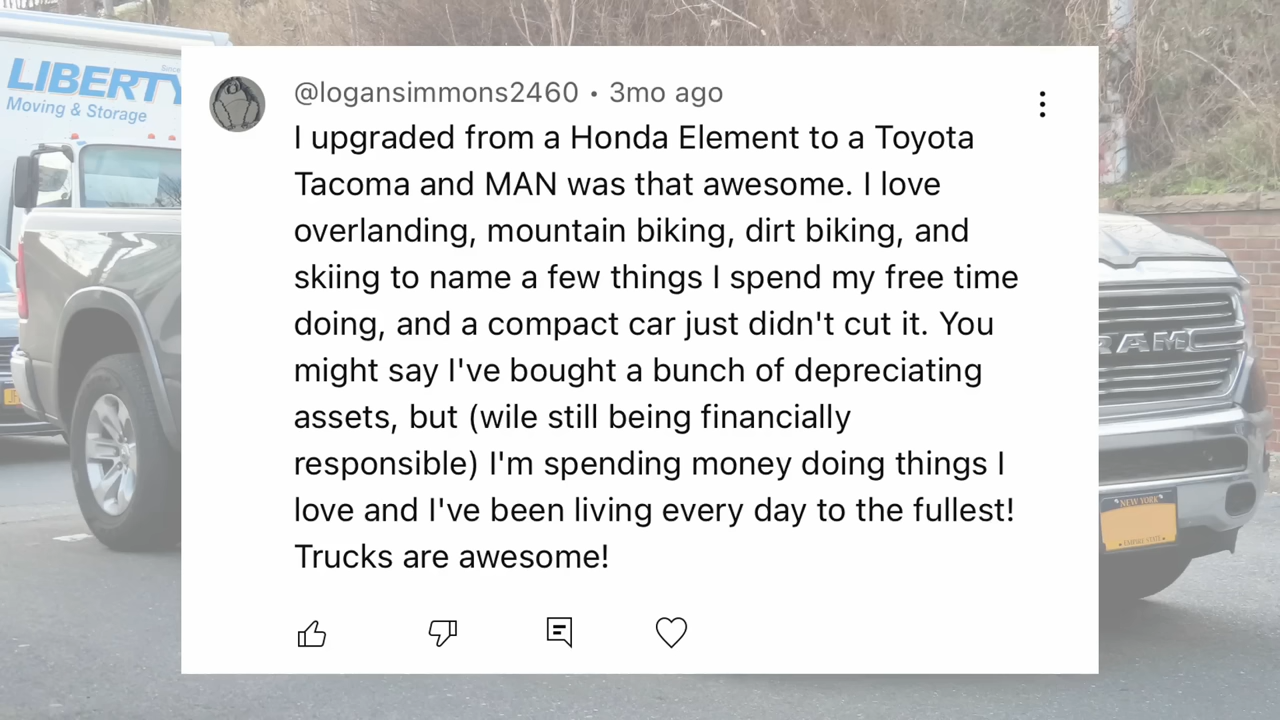 LIBERTY
Moving & Storage
@logansimmons2460 • 3mo ago
I upgraded from a Honda Element to a Toyota
Tacoma and MAN was that awesome. I love
overlanding, mountain biking, dirt biking, and
skiing to name a few things I spend my free time
doing, and a compact car just didn't cut it. You
might say I've bought a bunch of depreciating
assets, but (wile still being financially
responsible) I'm spending money doing things I
love and I've been living every day to the fullest!
Trucks are awesome!
RAM
NEW YORK
EMPIRE STATE